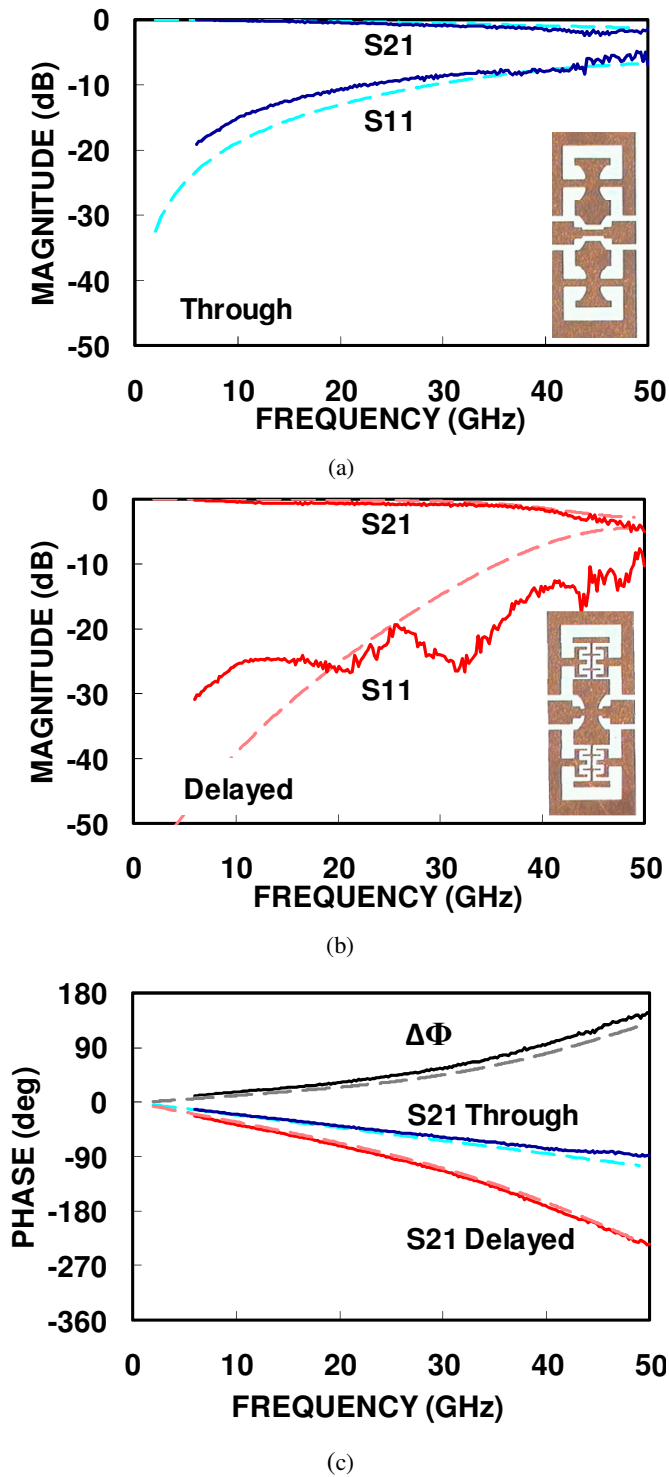 0
-10
-20
-30
-40
-50
MAGNITUDE (dB)
S21
S11
Through
0 10 20 30 40 50
FREQUENCY (GHz)
(a)
0
-10
-20
-30
-40
-50
MAGNITUDE (dB)
S21
S11
Delayed
0 10 20 30 40 50
FREQUENCY (GHz)
(b)
180
90
0
-90
-180
-270
-360
PHASE (deg)
ΔΦ
S21 Through
S21 Delayed
0 10 20 30 40 50
FREQUENCY (GHz)
(c)